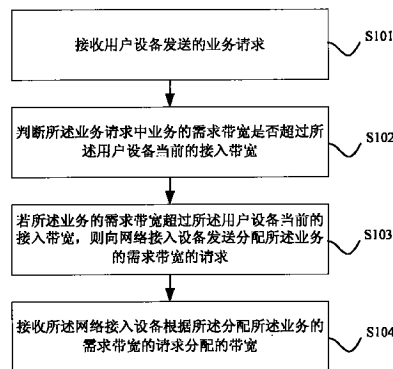 接收用户设备发送的业务请求
S101
判断所述业务请求中业务的需求带宽是否超过所
述用户设备当前的接入带宽
S102
若所述业务的需求带宽超过所述用户设备当前的
接入带宽，则向网络接入设备发送分配所述业务
的需求带宽的请求
S103
接收所述网络接入设备根据所述分配所述业务的
需求带宽的请求分配的带宽
S104